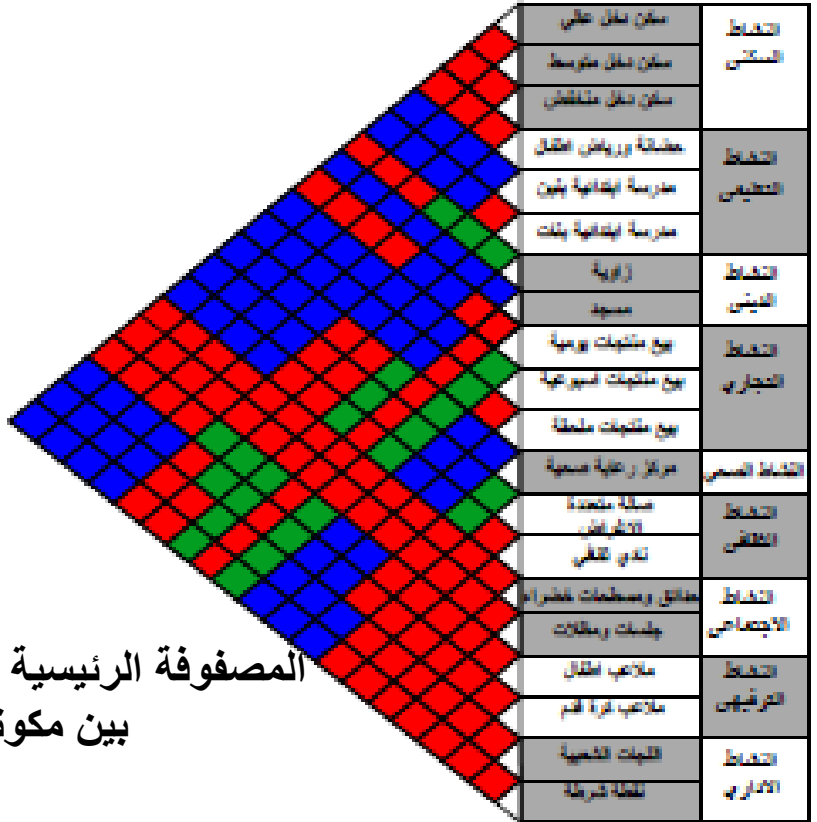 سكن دخل عالي
سكن دخل متوسط
سكن دخل منخفض
النشاط
السكني
حضانة ورياض اطفال
مدرسة ابتدائية بنين
مدرسة ابتدائية بنات
النشاط
التعليمي
زاوية
مسجد
النشاط
الديني
بيع منتجات يومية
بيع منتجات اسبوعية
بيع منتجات
النشاط
التجاري
مركز رعاية صحية
النشاط الصحي
صالة متعددة
الاغراض
نادي ثقافي
النشاط
الثقافي
حدائق ومسطحات خضراء
جلسات ومظلات
النشاط
الاجتماعي
ملاعب اطفال
ملاعب كرة قدم
النشاط
الترفيهي
اللجان الشعبية
نقطة شرطة
النشاط
الاداري
المصفوفة الرئيسية
بين